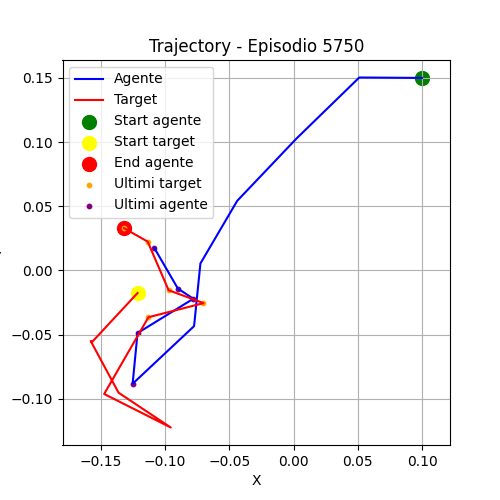 Trajectory - Episodio 5750
Agente
Target
Start agente
Start target
End agente
Ultimi target
Ultimi agente
0.15
0.10
0.05
0.00
−0.05
−0.10
−0.15
−0.10
−0.05
0.00
0.05
0.10
X